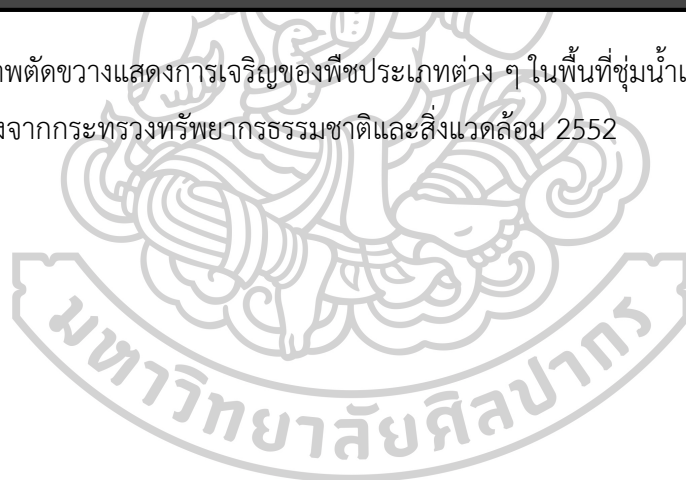 พตัดขวางแสดงการเจริญของพืชประเภทต่าง ๆ ในพื้นที่ชุ่มน้ำ
จากกระทรวงทรัพยากรธรรมชาติและสิ่งแวดล้อม 2552
มหาวิทยาลัยศิลปากร